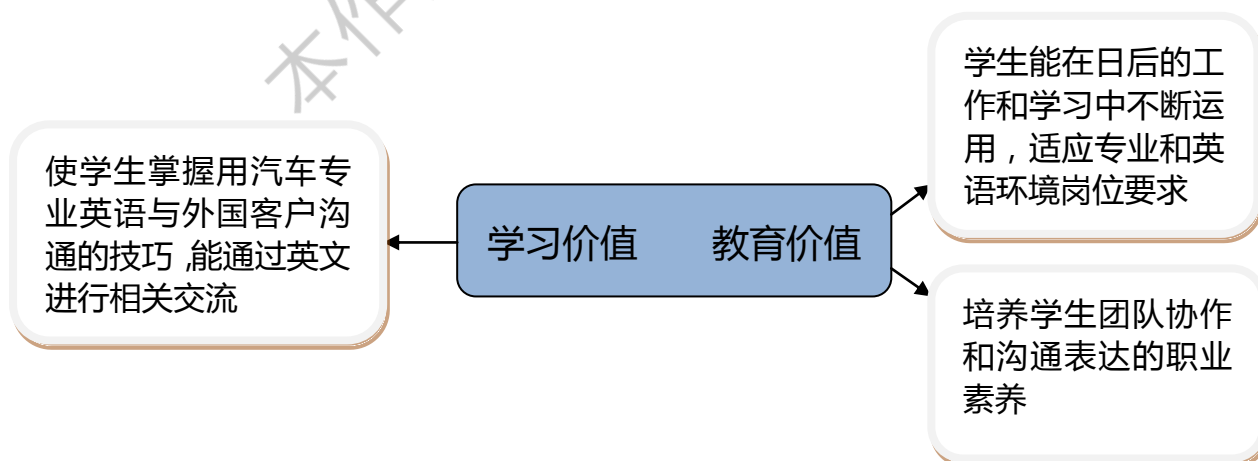 使学生掌握用汽车专
业英语与外国客户沟
通的技巧,能通过英文
进行相关交流
学习价值 教育价值
学生能在日后的工
作和学习中不断运
用，适应专业和英
语环境岗位要求
培养学生团队协作
和沟通表达的职业
素养
本作